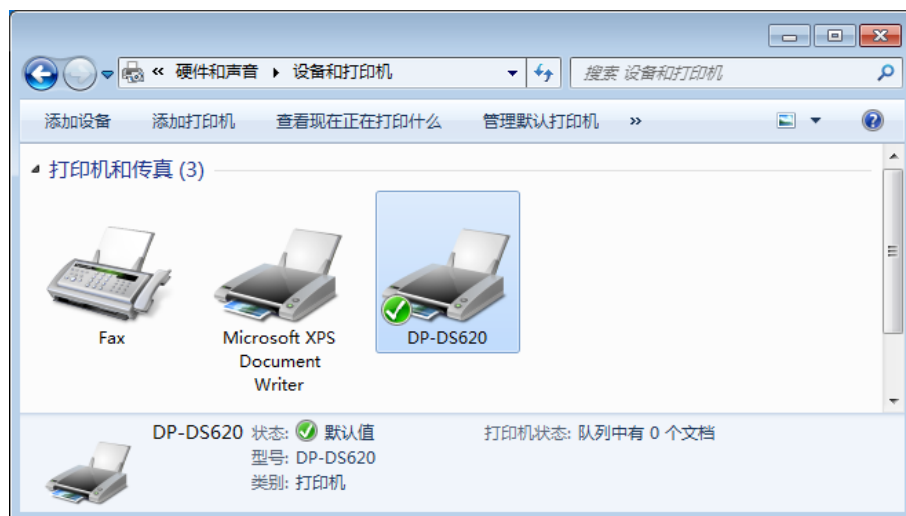 « 硬件和声音 ▸ 设备和打印机 搜索 设备和打印机
添加设备 添加打印机 查看现在正在打印什么 管理默认打印机 »
打印机和传真 (3)
Fax
Microsoft XPS
Document
Writer
DP-DS620
DP-DS620 状态: 默认值 打印机状态: 队列中有 0 个文档
型号: DP-DS620
类别: 打印机